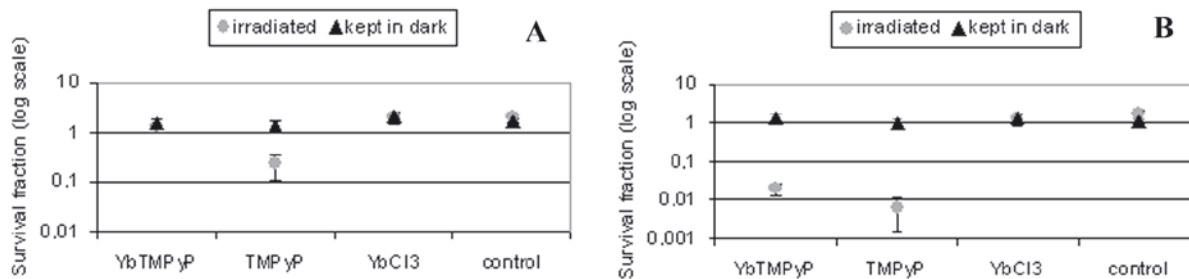 irradiated kept in dark
A
Survival fraction (log scale)
10
1
0.1
0.01
YbTMPyP TMPyP YbCl3 control
irradiated kept in dark
B
Survival fraction (log scale)
10
1
0,1
0,01
0,001
YbTMPyP TMPyP YbCl3 control